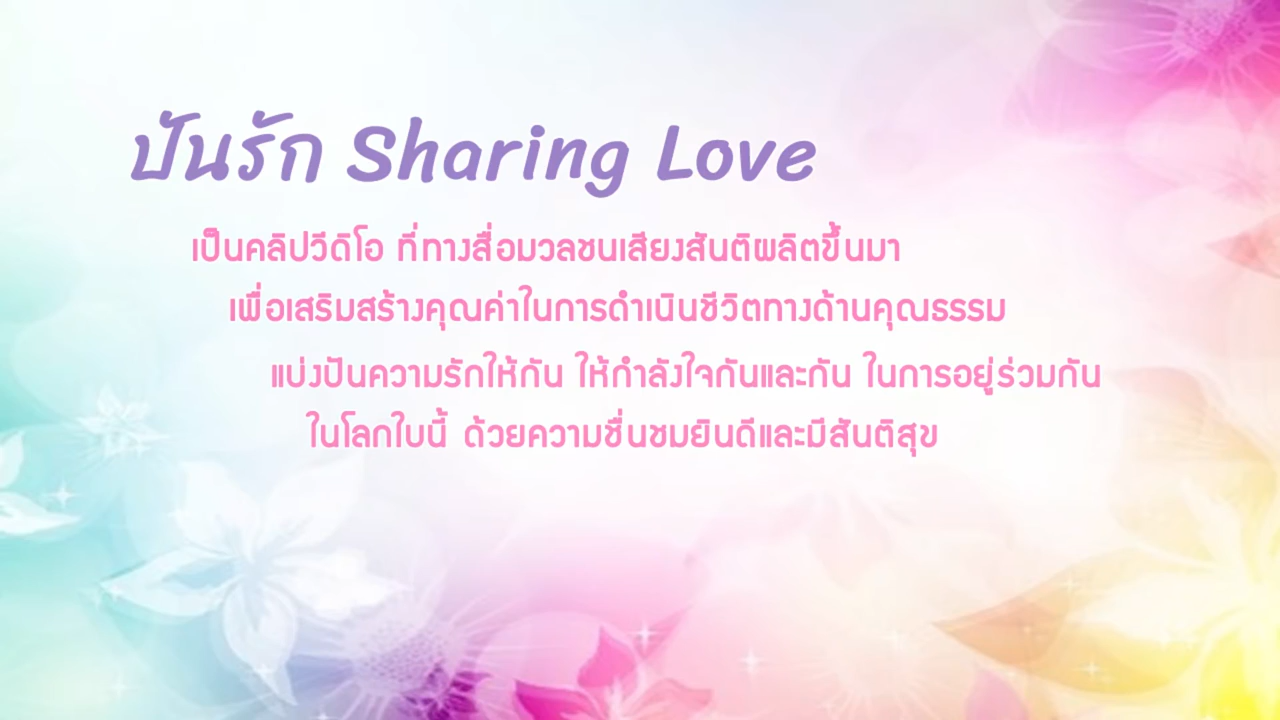 ปันรัก Sharing Love
เป็นคลิปวีดิโอ ที่ทางสื่อมวลชนเสียงสันติผลิตขึ้นมา
เพื่อเสริมสร้างคุณค่าในการดำเนินชีวิตทางด้านคุณธรรม
แบ่งปันความรักให้กัน ให้กำลังใจกันและกัน ในการอยู่ร่วมกัน
ในโลกใบนี้ ด้วยความชื่นชมยินดีและมีสันติสุข